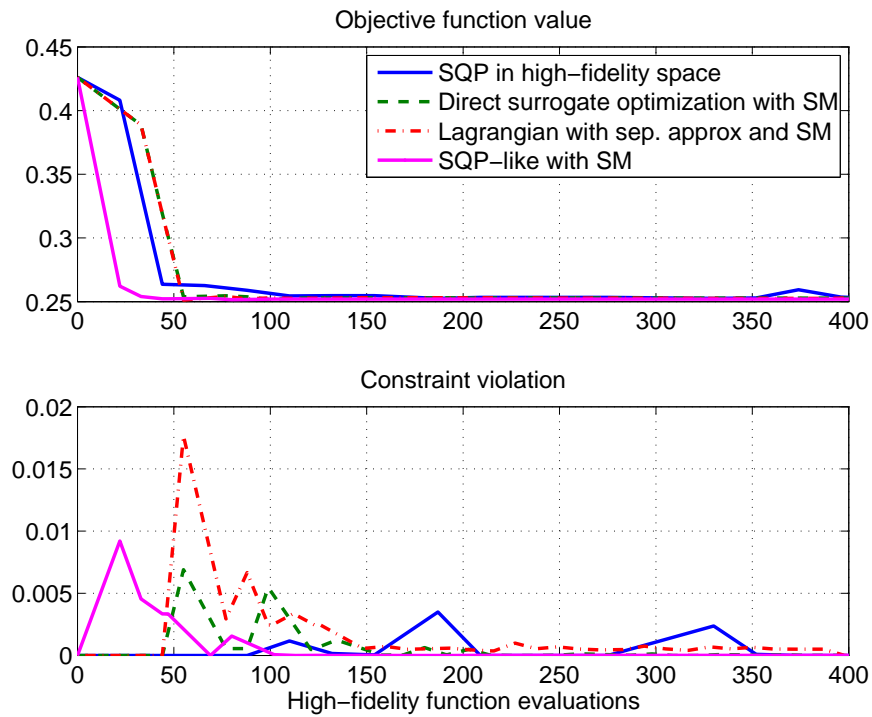 Objective function value
0.45
0.4
0.35
0.3
0.25
SQP in high−fidelity space
Direct surrogate optimization with SM
Lagrangian with sep. approx and SM
SQP−like with SM
0 50 100 150 200 250 300 350 400
Constraint violation
0.02
0.015
0.01
0.005
0
0 50 100 150 200 250 300 350 400
High−fidelity function evaluations